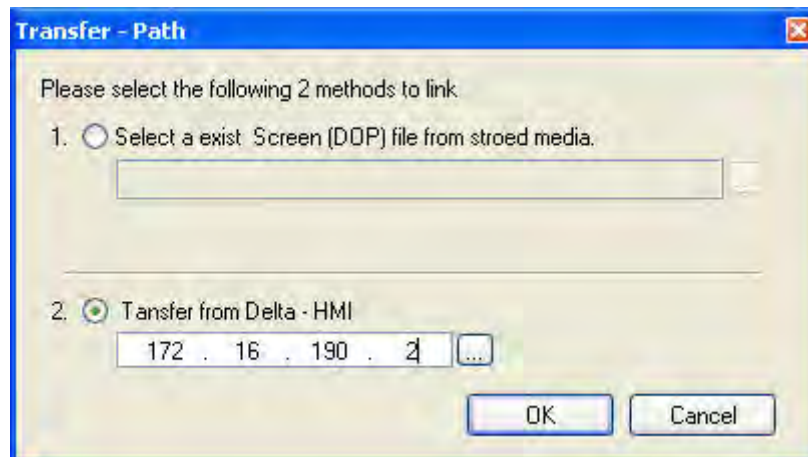 Transfer - Path
Please select the following 2 methods to link
1. Select a exist Screen (DOP) file from stroed media.
2. Tansfer from Delta - HMI
172 . 16 . 190 . 2
...
OK Cancel